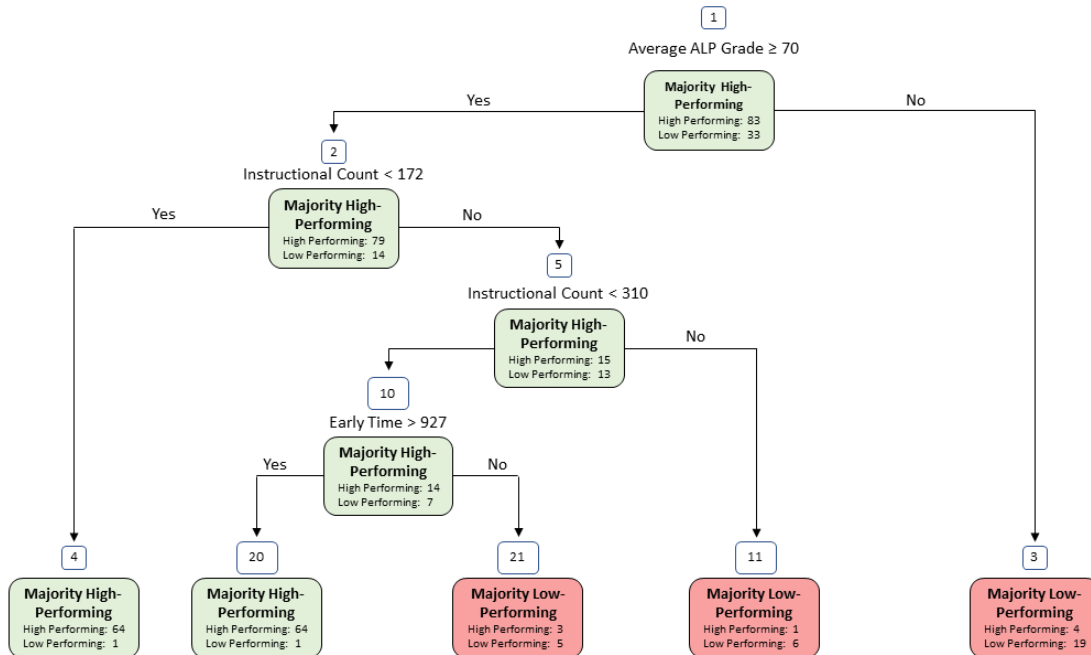 1
Average ALP Grade ≥ 70
Majority High-
Performing
High Performing: 83
Low Performing: 33
Yes
No
2
Instructional Count < 172
Majority High-
Performing
High Performing: 79
Low Performing: 14
Yes
No
5
Instructional Count < 310
Majority High-
Performing
High Performing: 15
Low Performing: 13
No
10
Early Time > 927
Majority High-
Performing
High Performing: 14
Low Performing: 7
Yes
No
4
Majority High-
Performing
High Performing: 64
Low Performing: 1
20
Majority High-
Performing
High Performing: 64
Low Performing: 1
21
Majority Low-
Performing
High Performing: 3
Low Performing: 5
11
Majority Low-
Performing
High Performing: 1
Low Performing: 6
3
Majority Low-
Performing
High Performing: 4
Low Performing: 19